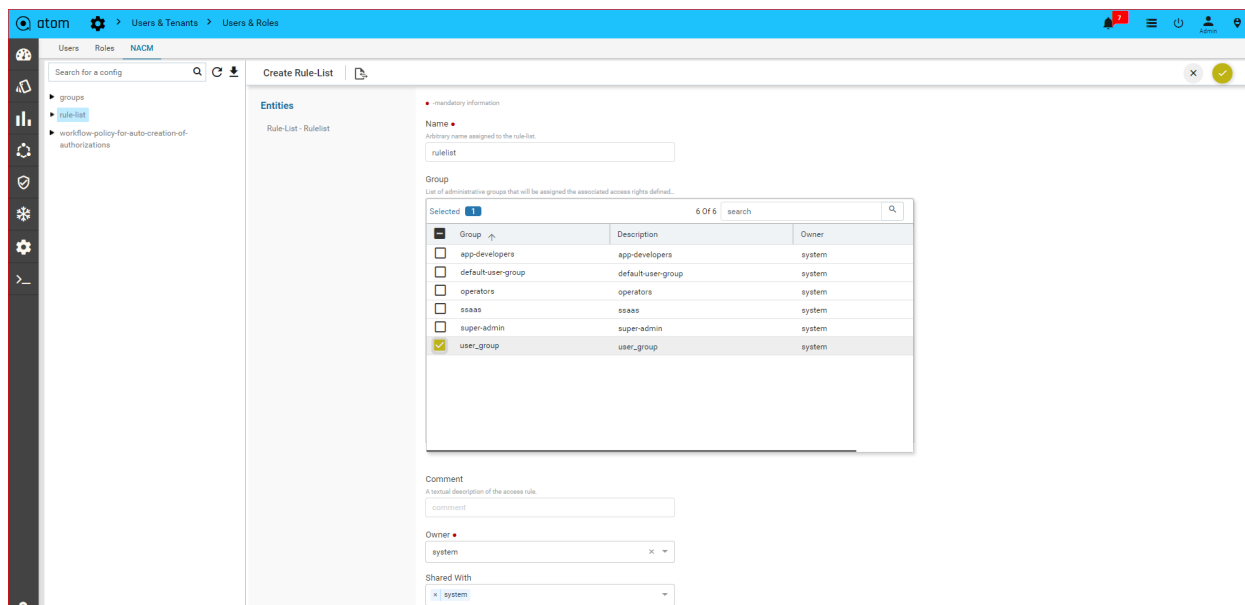 atom > Users & Tenants > Users & Roles 7 Admin
Users Roles NACM
Search for a config
Create Rule-List
groups
rule-list
workflow-policy-for-auto-creation-of-
authorizations
Entities
Rule-List - Rulelist
-mandatory information
Name
Arbitrary name assigned to the rule-list.
rulelist
Group
List of administrative groups that will be assigned the associated access rights defined...
Selected 1 6 Of 6 search
Group Description Owner
app-developers app-developers system
default-user-group default-user-group system
operators operators system
ssaas ssaas system
super-admin super-admin system
user_group user_group system
Comment
A textual description of the access rule.
comment
Owner
system
Shared With
× system